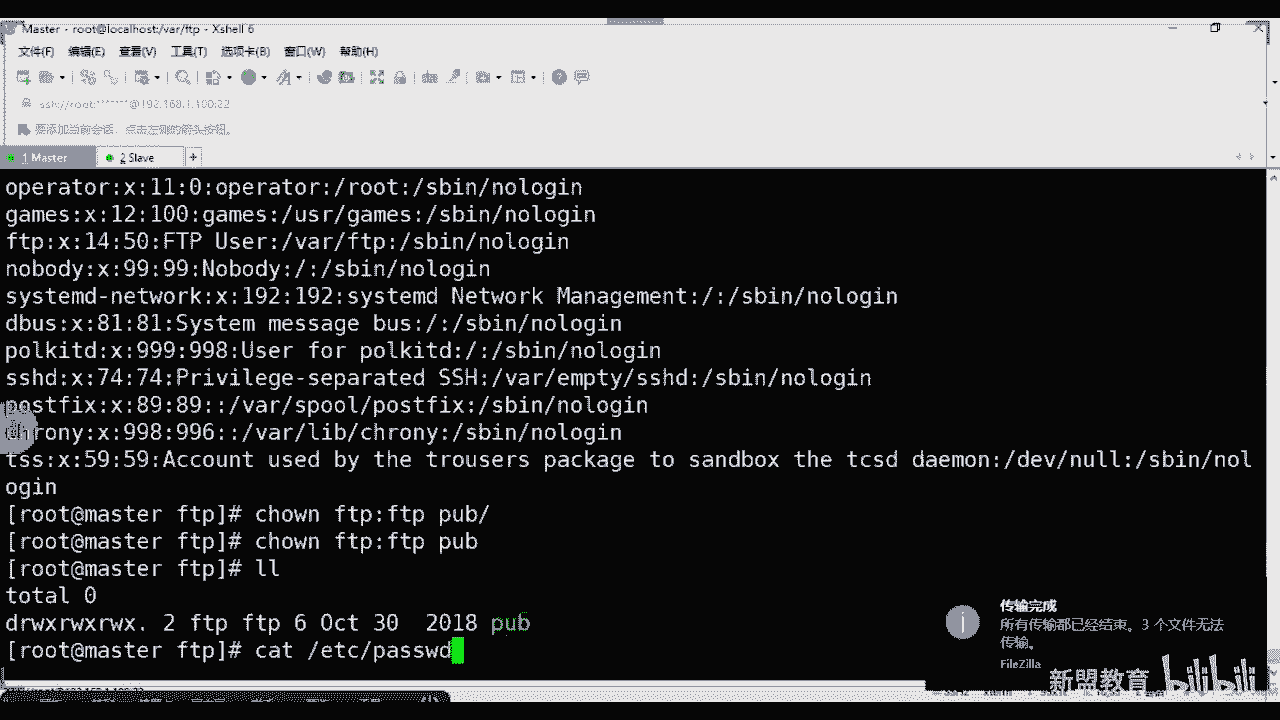 Master - root@localhost:/var/ftp - Xshell 6
文件(F) 编辑(E) 查看(V) 工具(T) 选项卡(B) 窗口(W) 帮助(H)
ssh://root:*******@192.168.1.100:22
要添加当前会话，点击左侧的箭头按钮。
1 Master 2 Slave +
operator:x:11:0:operator:/root:/sbin/nologin
games:x:12:100:games:/usr/games:/sbin/nologin
ftp:x:14:50:FTP User:/var/ftp:/sbin/nologin
nobody:x:99:99:Nobody:/:/sbin/nologin
systemd-network:x:192:192:systemd Network Management:/:/sbin/nologin
dbus:x:81:81:System message bus:/:/sbin/nologin
polkitd:x:999:998:User for polkitd:/:/sbin/nologin
sshd:x:74:74:Privilege-separated SSH:/var/empty/sshd:/sbin/nologin
postfix:x:89:89::/var/spool/postfix:/sbin/nologin
chrony:x:998:996::/var/lib/chrony:/sbin/nologin
tss:x:59:59:Account used by the trousers package to sandbox the tcsd daemon:/dev/null:/sbin/nol
ogin
[root@master ftp]# chown ftp:ftp pub/
[root@master ftp]# chown ftp:ftp pub
[root@master ftp]# ll
total 0
drwxrwxrwx. 2 ftp ftp 6 Oct 30 2018 pub
[root@master ftp]# cat /etc/passwd
传输完成
所有传输都已经结束。3 个文件无法
传输。
FileZilla
新盟教育 bilibili